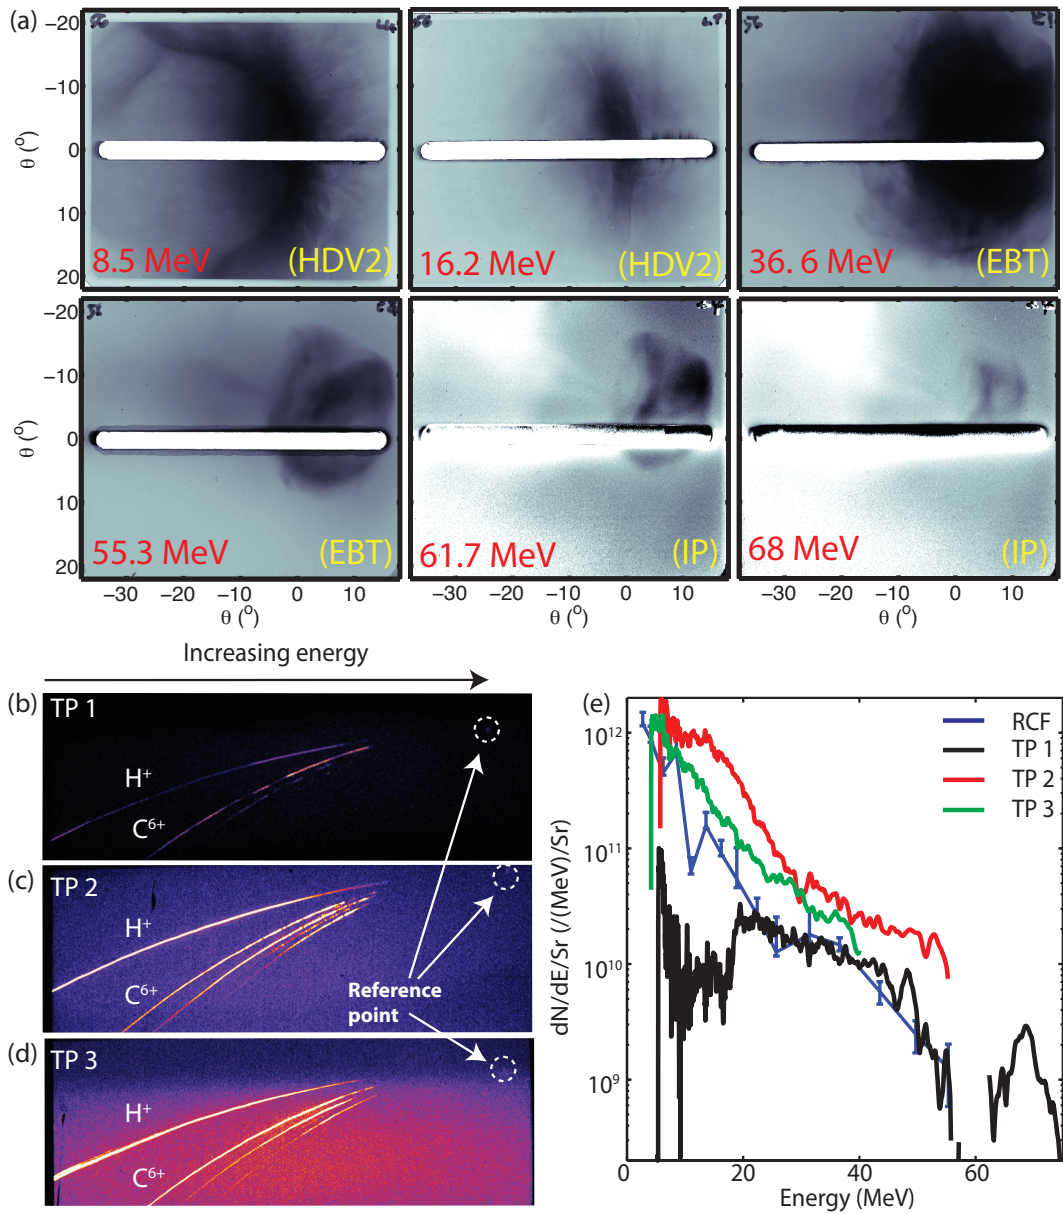 (a)
−20
−10
0
10
20
θ (º)
8.5 MeV
(HDV2)
16.2 MeV
(HDV2)
36. 6 MeV
(EBT)
−20
−10
0
10
20
θ (º)
55.3 MeV
(EBT)
61.7 MeV
(IP)
68 MeV
(IP)
−30 −20 −10 0 10
−30 −20 −10 0 10
−30 −20 −10 0 10
θ (º)
θ (º)
θ (º)
Increasing energy
(b)
TP 1
H+
C6+
(c)
TP 2
H+
C6+
Reference
point
(d)
TP 3
H+
C6+
(e)
RCF
TP 1
TP 2
TP 3
10¹²
10¹¹
10¹⁰
10⁹
dN/dE/Sr (/(MeV)/Sr)
0 20 40 60
Energy (MeV)